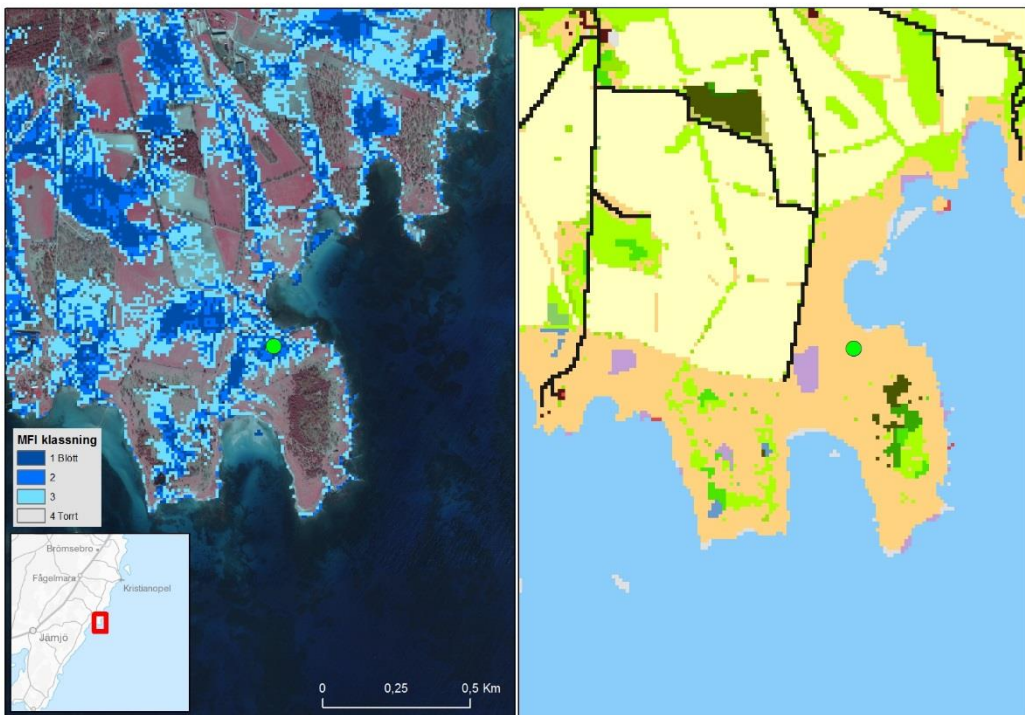 MFI klassning
1 Blött
2
3
4 Torrt
Brömsebro
Fågelmara
Kristianopel
Jämjö
0
0,25
0,5 Km